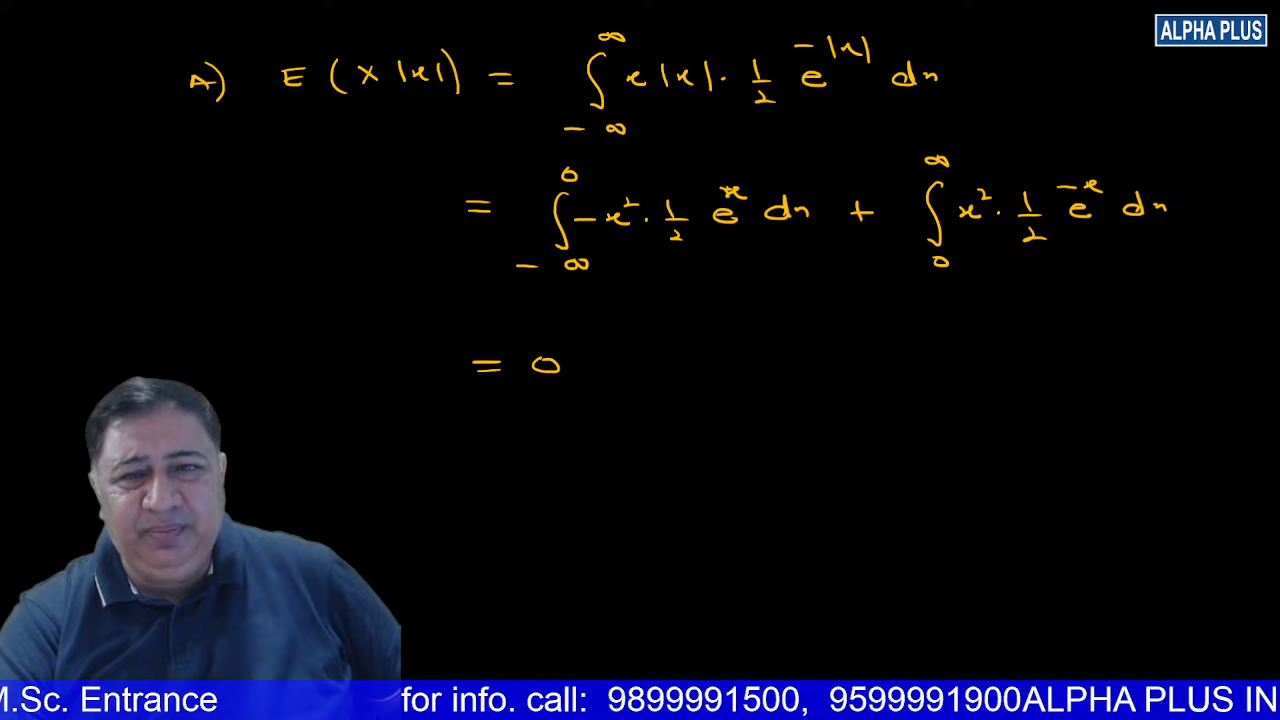 ALPHA PLUS
A) E (X |x|) = ∫_{-∞}^{∞} x |x| · 1/2 e^{-|x|} dx
= ∫_{-∞}^{0} -x² · 1/2 e^{x} dx + ∫_{0}^{∞} x² · 1/2 e^{-x} dx
= 0
M.Sc. Entrance for info. call: 9899991500, 9599991900ALPHA PLUS IN